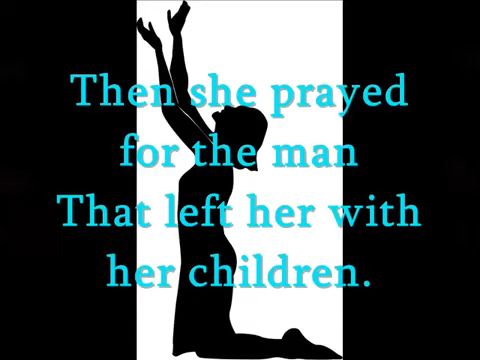 Then she prayed
for the man
That left her with
her children.